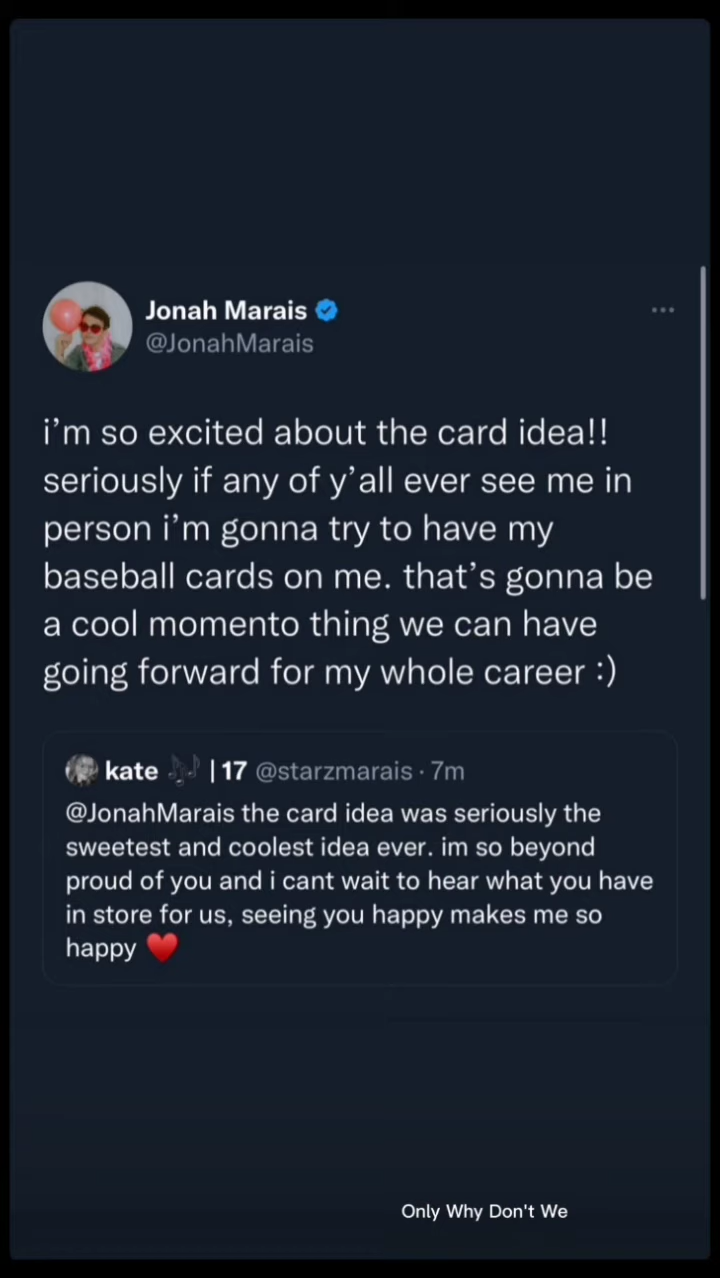 Jonah Marais
@JonahMarais
i’m so excited about the card idea!!
seriously if any of y’all ever see me in
person i’m gonna try to have my
baseball cards on me. that’s gonna be
a cool momento thing we can have
going forward for my whole career :)
kate 🎶 | 17 @starzmarais · 7m
@JonahMarais the card idea was seriously the
sweetest and coolest idea ever. im so beyond
proud of you and i cant wait to hear what you have
in store for us, seeing you happy makes me so
happy ♥️
Only Why Don't We